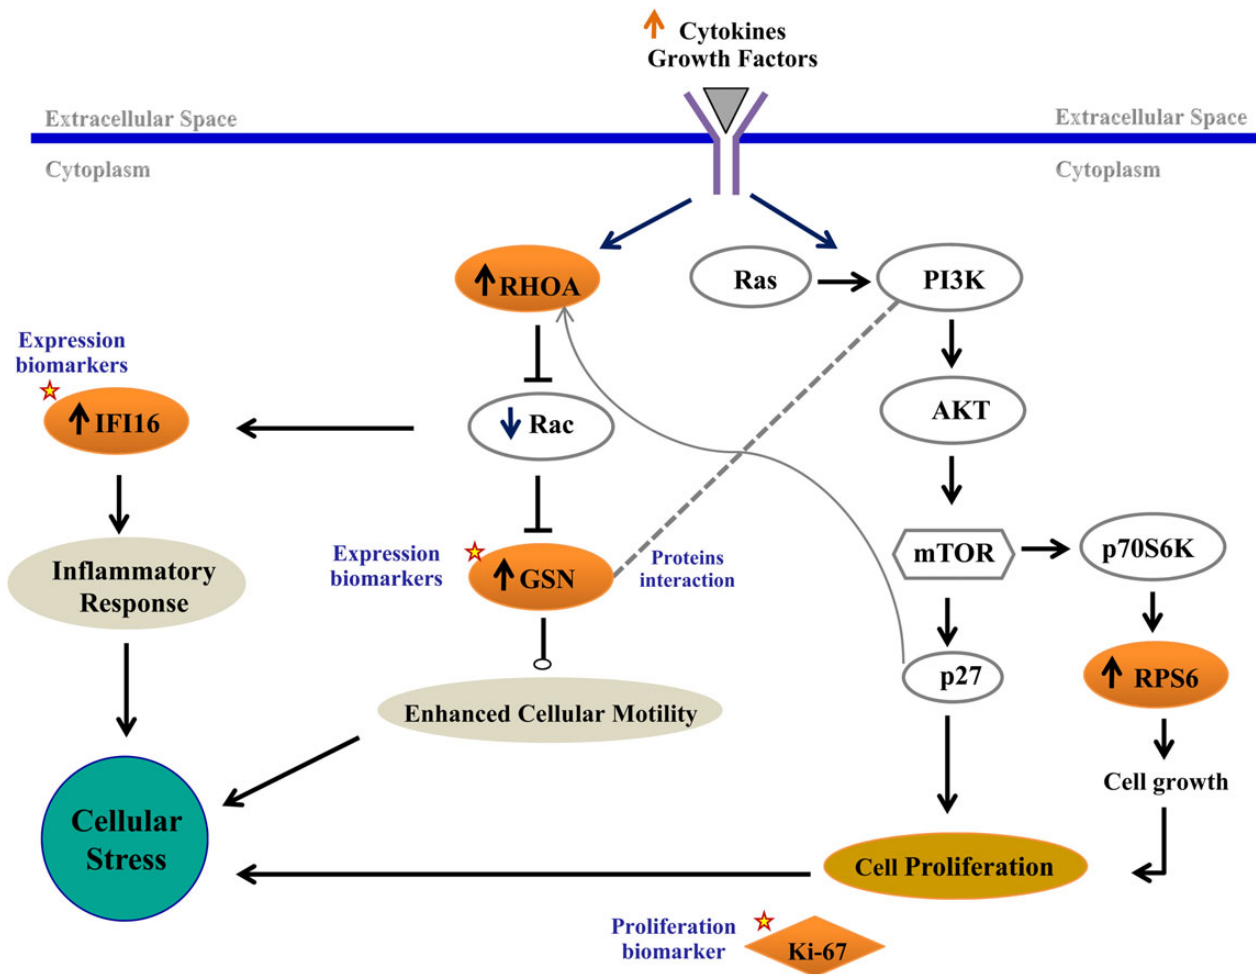 Cytokines
Growth Factors
Extracellular Space
Extracellular Space
Cytoplasm
Cytoplasm
RHOA
Ras
PI3K
Expression
biomarkers
IFI16
Rac
AKT
Inflammatory
Response
Expression
biomarkers
GSN
Proteins
interaction
mTOR
p70S6K
p27
RPS6
Enhanced Cellular Motility
Cell growth
Cellular
Stress
Cell Proliferation
Proliferation
biomarker
Ki-67